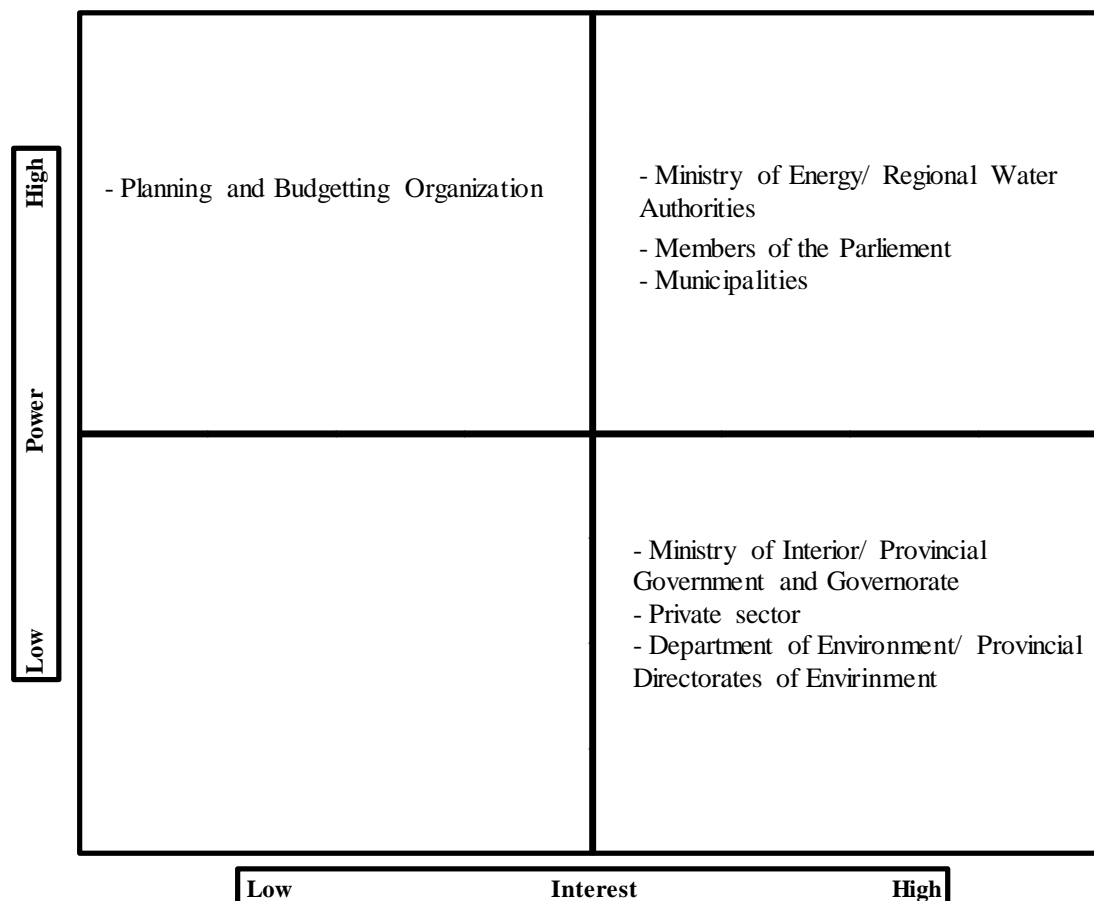 High
Power
Low
- Planning and Budgetting Organization
- Ministry of Energy/ Regional Water
Authorities
- Members of the Parliement
- Municipalities
- Ministry of Interior/ Provincial
Government and Governorate
- Private sector
- Department of Environment/ Provincial
Directorates of Envirinment
Low Interest High